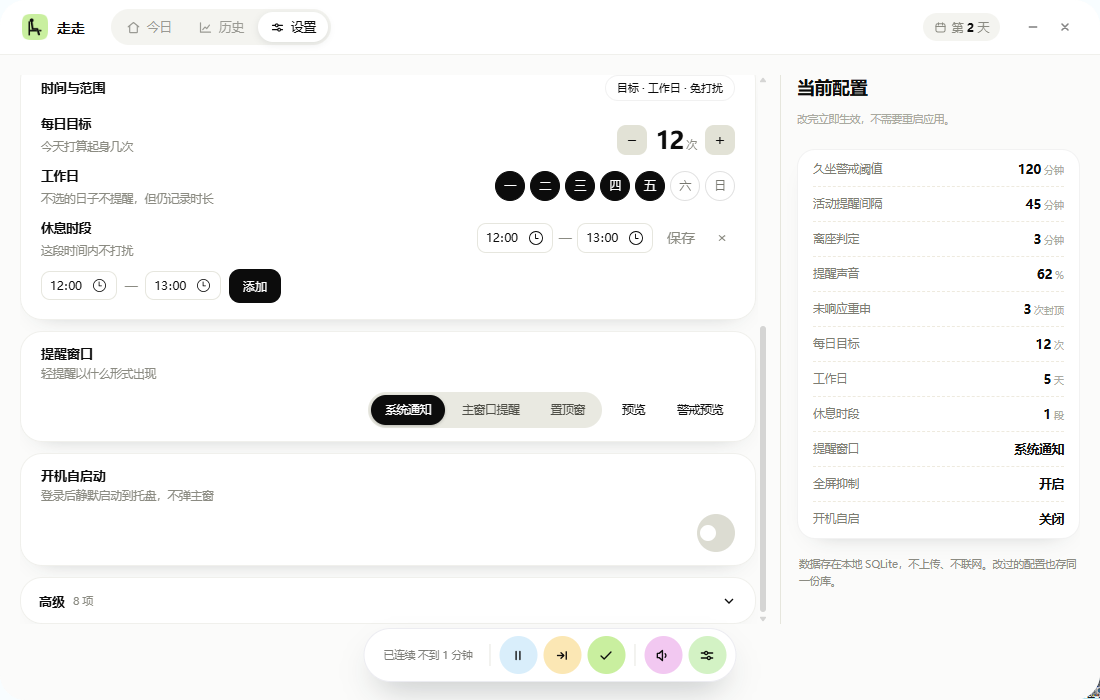 走走
今日
历史
设置
第 2 天
时间与范围
目标 · 工作日 · 免打扰
每日目标
今天打算起身几次
− 12 次 +
工作日
不选的日子不提醒，但仍记录时长
一 二 三 四 五 六 日
休息时段
这段时间内不打扰
12:00 — 13:00 保存 ×
12:00 — 13:00 添加
提醒窗口
轻提醒以什么形式出现
系统通知 主窗口提醒 置顶窗 预览 警戒预览
开机自启动
登录后静默启动到托盘，不弹主窗
高级 8 项
已连续 不到 1 分钟
当前配置
改完立即生效，不需要重启应用。
久坐警戒阈值 120 分钟
活动提醒间隔 45 分钟
离座判定 3 分钟
提醒声音 62 %
未响应重申 3 次封顶
每日目标 12 次
工作日 5 天
休息时段 1 段
提醒窗口 系统通知
全屏抑制 开启
开机自启 关闭
数据存在本地 SQLite，不上传、不联网。改过的配置也存同
一份库。